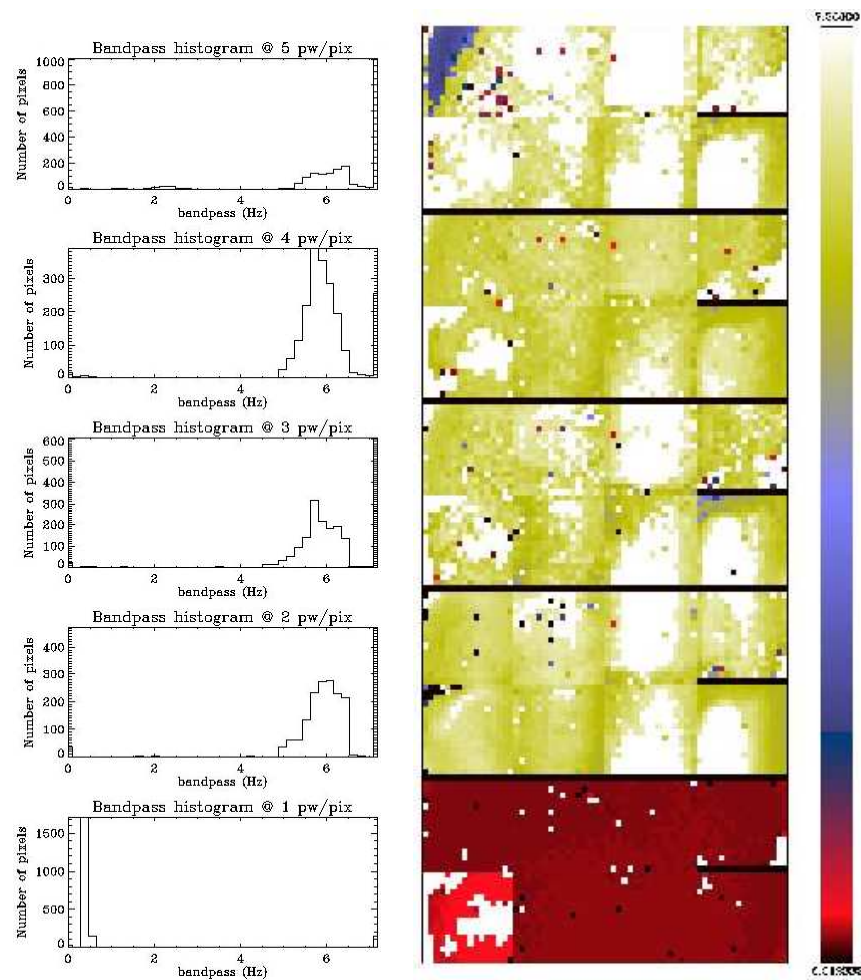 Bandpass histogram @ 5 pw/pix
Number of pixels
1000
800
600
400
200
0
0 2 4 6
bandpass (Hz)
Bandpass histogram @ 4 pw/pix
Number of pixels
300
200
100
0
0 2 4 6
bandpass (Hz)
Bandpass histogram @ 3 pw/pix
Number of pixels
600
500
400
300
200
100
0
0 2 4 6
bandpass (Hz)
Bandpass histogram @ 2 pw/pix
Number of pixels
400
300
200
100
0
0 2 4 6
bandpass (Hz)
Bandpass histogram @ 1 pw/pix
Number of pixels
1500
1000
500
0
0 2 4 6
bandpass (Hz)